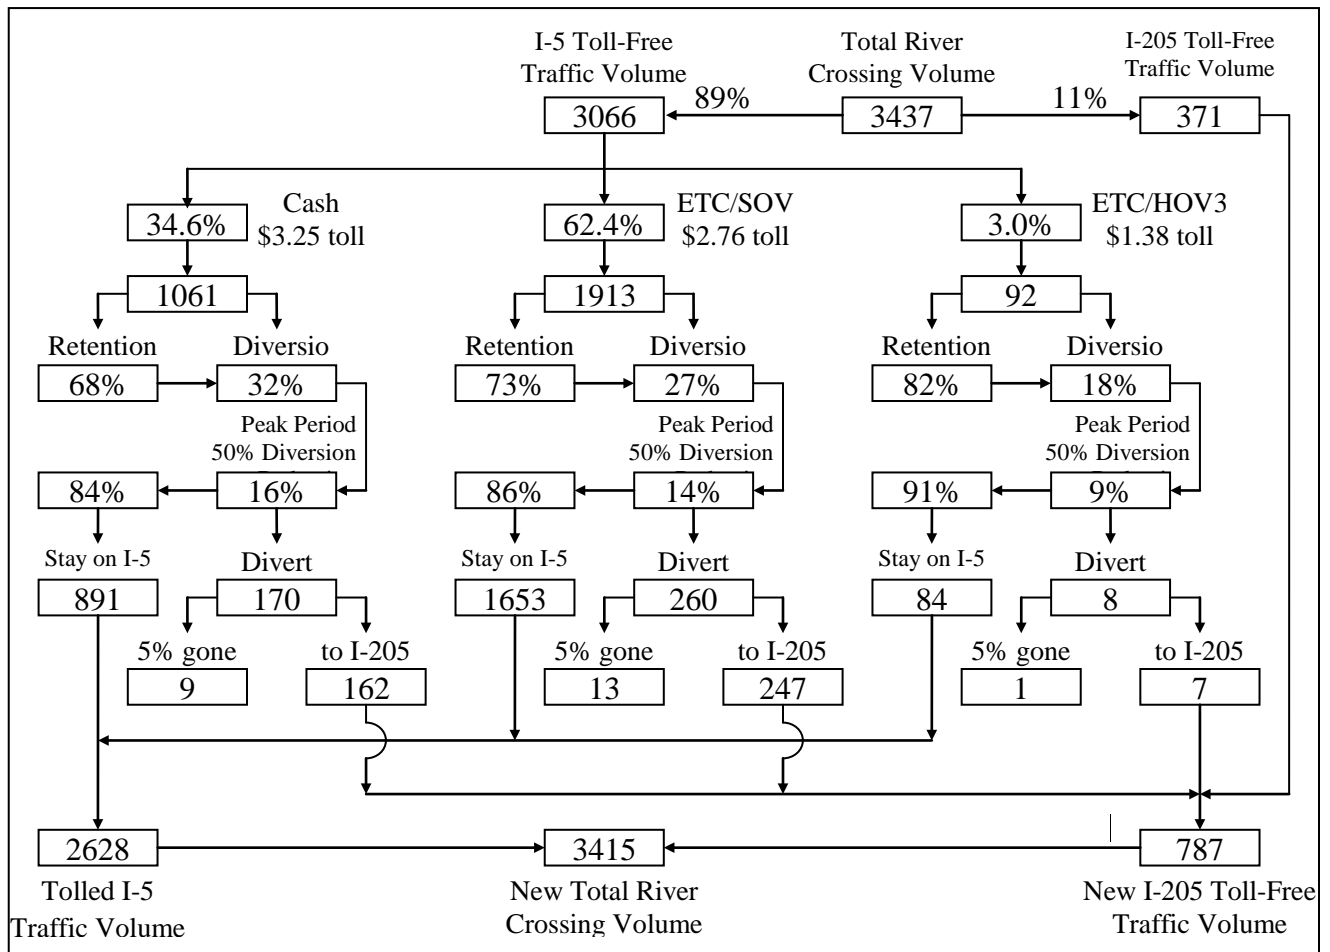 I-5 Toll-Free
Traffic Volume
Total River
Crossing Volume
I-205 Toll-Free
Traffic Volume
3066
89%
3437
11%
371
34.6%
Cash
$3.25 toll
62.4%
ETC/SOV
$2.76 toll
3.0%
ETC/HOV3
$1.38 toll
1061
1913
92
Retention
Diversio
Retention
Diversio
Retention
Diversio
68%
32%
73%
27%
82%
18%
Peak Period
50% Diversion
Peak Period
50% Diversion
Peak Period
50% Diversion
84%
16%
86%
14%
91%
9%
Stay on I-5
Divert
Stay on I-5
Divert
Stay on I-5
Divert
891
170
1653
260
84
8
5% gone
to I-205
5% gone
to I-205
5% gone
to I-205
9
162
13
247
1
7
2628
3415
787
Tolled I-5
Traffic Volume
New Total River
Crossing Volume
New I-205 Toll-Free
Traffic Volume